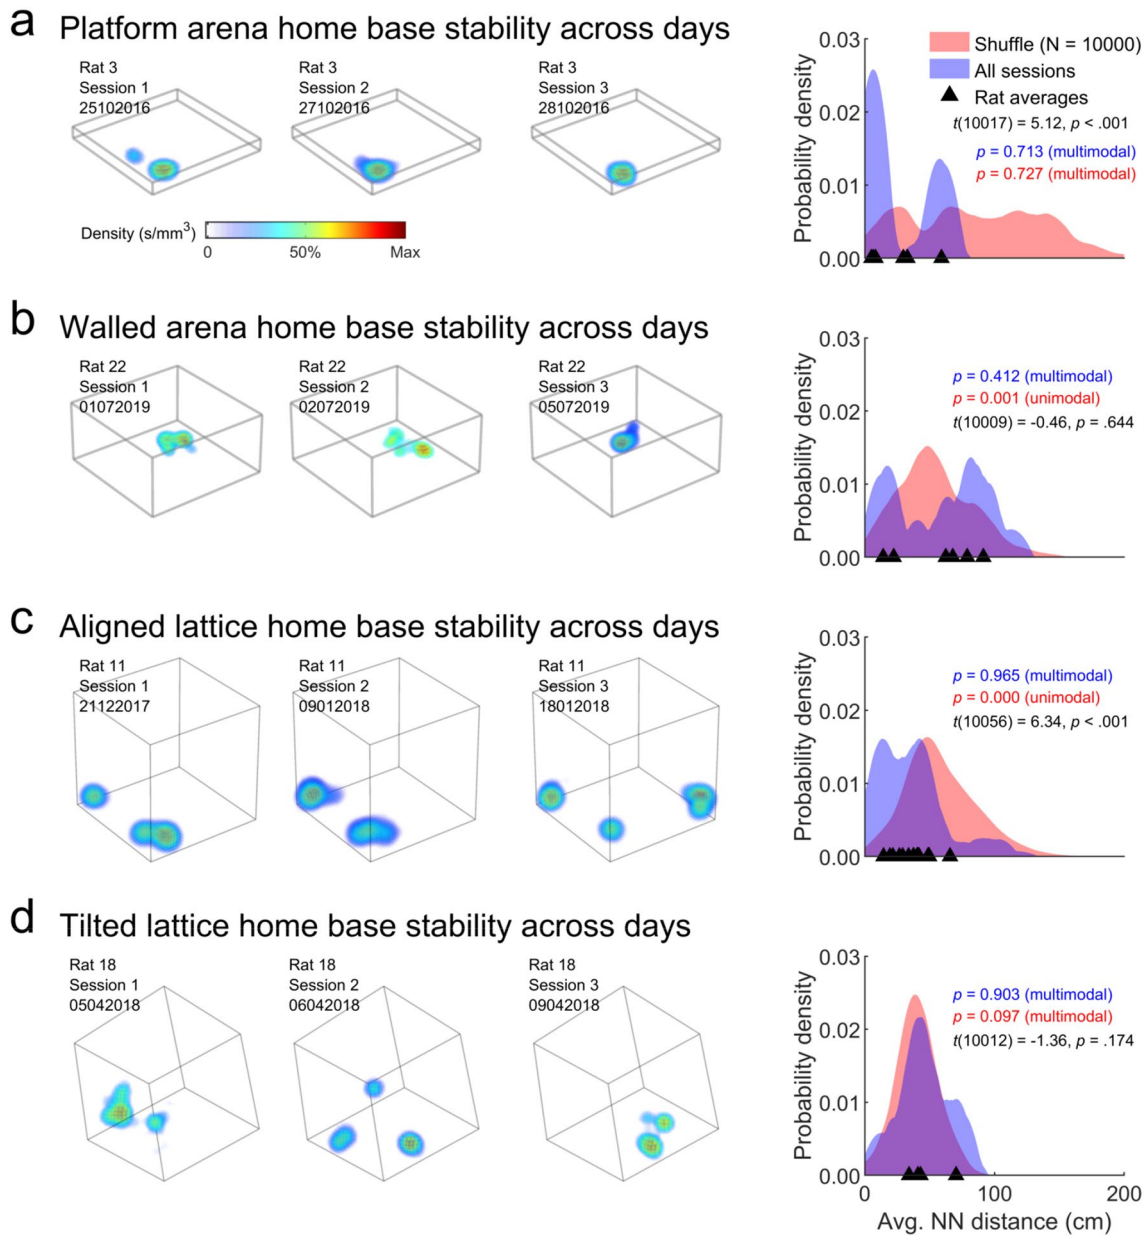 a Platform arena home base stability across days
Rat 3
Session 1
25102016
Rat 3
Session 2
27102016
Rat 3
Session 3
28102016
Density (s/mm³)
0 50% Max
Probability density
0.03
0.02
0.01
0.00
Shuffle (N = 10000)
All sessions
Rat averages
t(10017) = 5.12, p < .001
p = 0.713 (multimodal)
p = 0.727 (multimodal)
b Walled arena home base stability across days
Rat 22
Session 1
01072019
Rat 22
Session 2
02072019
Rat 22
Session 3
05072019
Probability density
0.03
0.02
0.01
0.00
p = 0.412 (multimodal)
p = 0.001 (unimodal)
t(10009) = -0.46, p = .644
c Aligned lattice home base stability across days
Rat 11
Session 1
21122017
Rat 11
Session 2
09012018
Rat 11
Session 3
18012018
Probability density
0.03
0.02
0.01
0.00
p = 0.965 (multimodal)
p = 0.000 (unimodal)
t(10056) = 6.34, p < .001
d Tilted lattice home base stability across days
Rat 18
Session 1
05042018
Rat 18
Session 2
06042018
Rat 18
Session 3
09042018
Probability density
0.03
0.02
0.01
0.00
p = 0.903 (multimodal)
p = 0.097 (multimodal)
t(10012) = -1.36, p = .174
0 100 200
Avg. NN distance (cm)